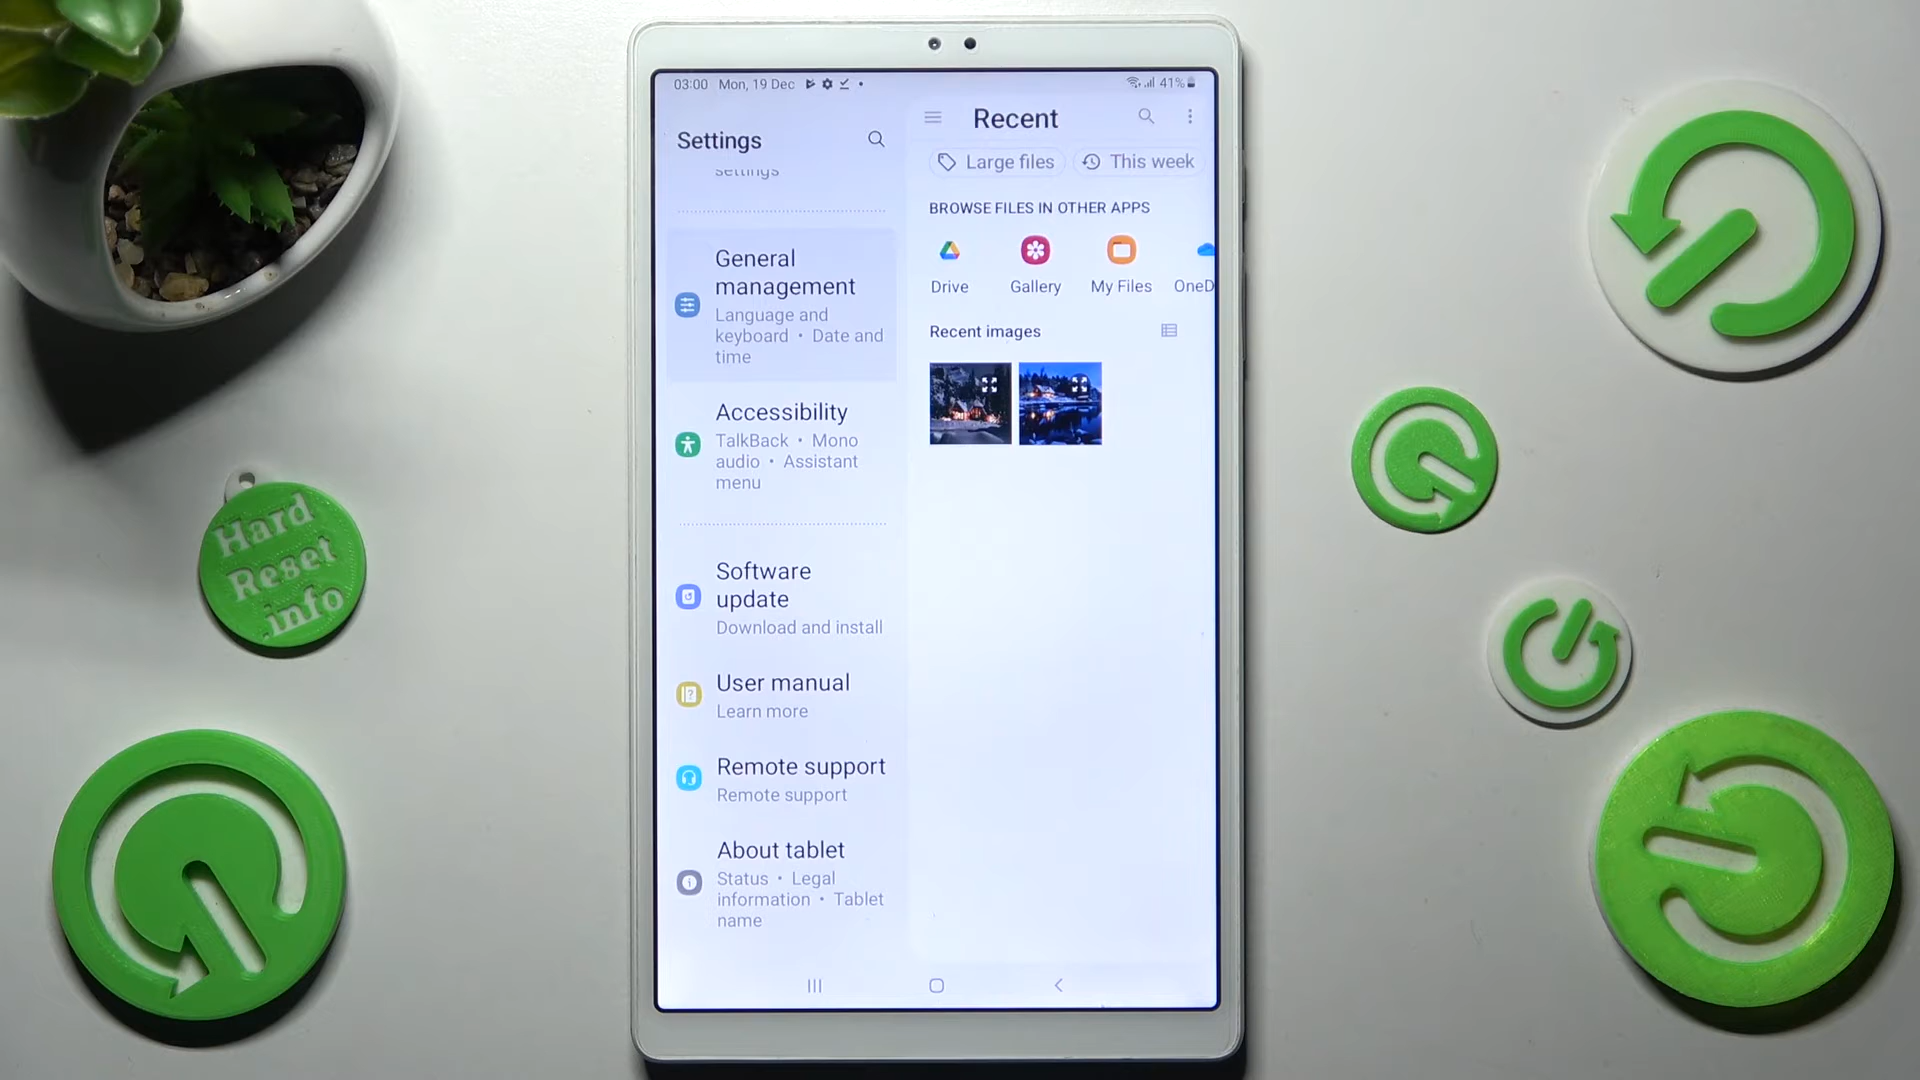 03:00 Mon, 19 Dec
41%
Settings
settings
General
management
Language and
keyboard • Date and
time
Accessibility
TalkBack • Mono
audio • Assistant
menu
Software
update
Download and install
User manual
Learn more
Remote support
Remote support
About tablet
Status • Legal
information • Tablet
name
Recent
Large files
This week
BROWSE FILES IN OTHER APPS
Drive
Gallery
My Files
OneD
Recent images
Hard
Reset
.info